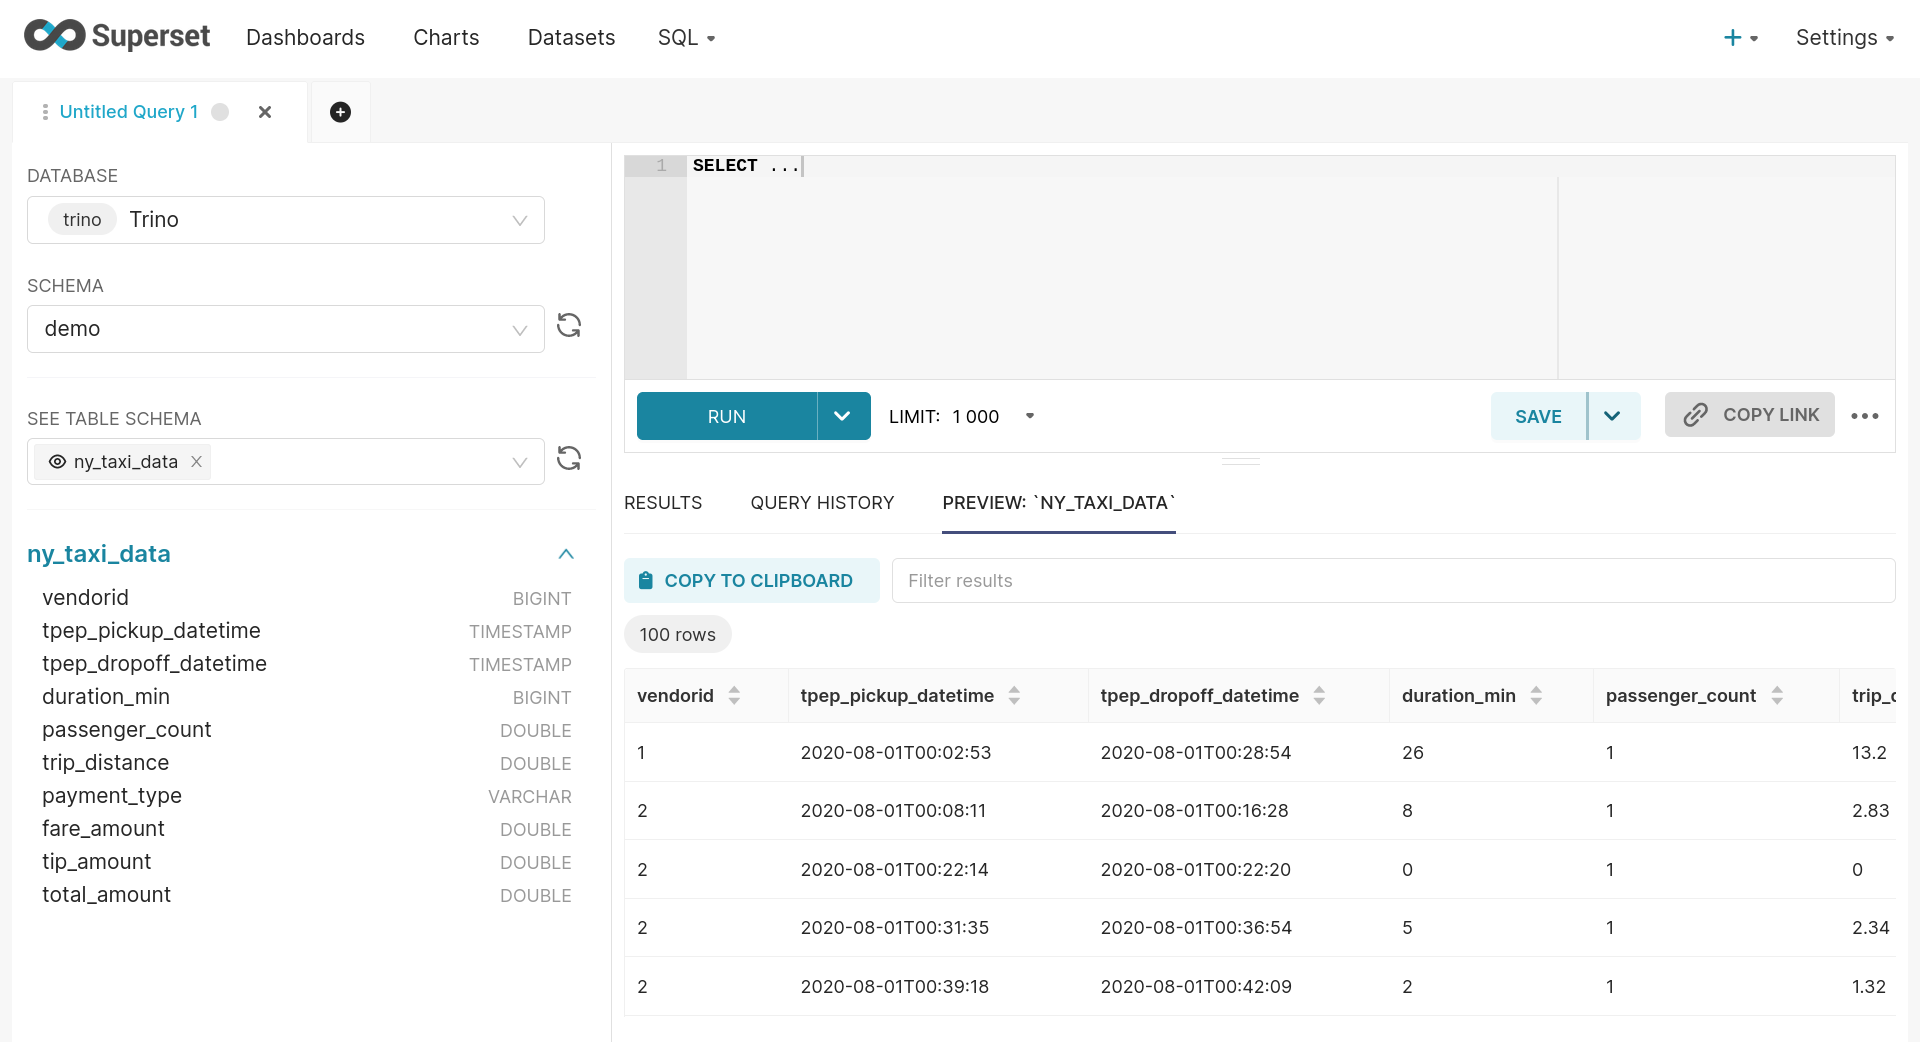 Superset Dashboards Charts Datasets SQL + Settings
Untitled Query 1
DATABASE
trino Trino
SCHEMA
demo
SEE TABLE SCHEMA
ny_taxi_data
ny_taxi_data
vendorid BIGINT
tpep_pickup_datetime TIMESTAMP
tpep_dropoff_datetime TIMESTAMP
duration_min BIGINT
passenger_count DOUBLE
trip_distance DOUBLE
payment_type VARCHAR
fare_amount DOUBLE
tip_amount DOUBLE
total_amount DOUBLE
1 SELECT ...
RUN LIMIT: 1 000 SAVE COPY LINK
RESULTS QUERY HISTORY PREVIEW: `NY_TAXI_DATA`
COPY TO CLIPBOARD Filter results
100 rows
vendorid tpep_pickup_datetime tpep_dropoff_datetime duration_min passenger_count
1 2020-08-01T00:02:53 2020-08-01T00:28:54 26 1 13.2
2 2020-08-01T00:08:11 2020-08-01T00:16:28 8 1 2.83
2 2020-08-01T00:22:14 2020-08-01T00:22:20 0 1 0
2 2020-08-01T00:31:35 2020-08-01T00:36:54 5 1 2.34
2 2020-08-01T00:39:18 2020-08-01T00:42:09 2 1 1.32